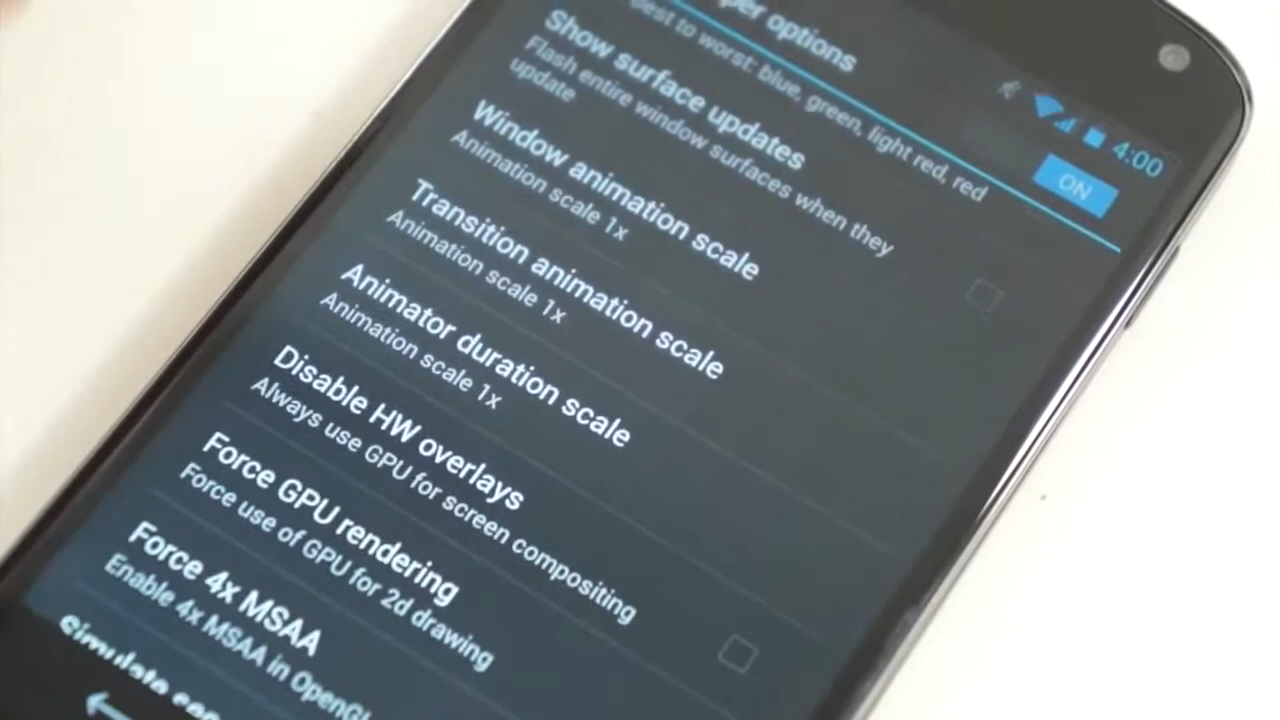 4:00
options
ON
to worst: blue, green, light red, red
Show surface updates
Flash entire window surfaces when they
update
Window animation scale
Animation scale 1x
Transition animation scale
Animation scale 1x
Animator duration scale
Animation scale 1x
Disable HW overlays
Always use GPU for screen compositing
Force GPU rendering
Force use of GPU for 2d drawing
Force 4x MSAA
Enable 4x MSAA in
Simulate